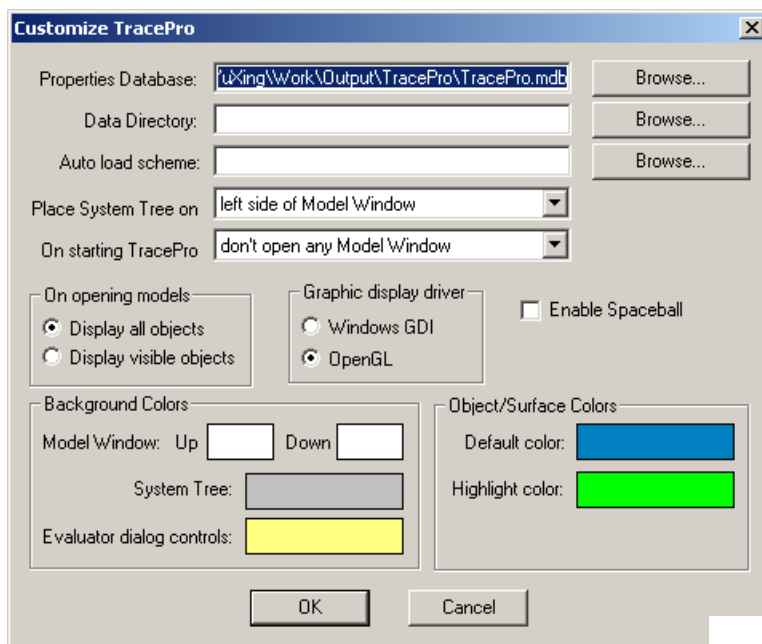 Customize TracePro
Properties Database: uXing\Work\Output\TracePro\TracePro.mdb Browse...
Data Directory: Browse...
Auto load scheme: Browse...
Place System Tree on left side of Model Window
On starting TracePro don't open any Model Window
On opening models
Display all objects
Display visible objects
Graphic display driver
Windows GDI
OpenGL
Enable Spaceball
Background Colors
Model Window: Up Down
System Tree:
Evaluator dialog controls:
Object/Surface Colors
Default color:
Highlight color:
OK Cancel